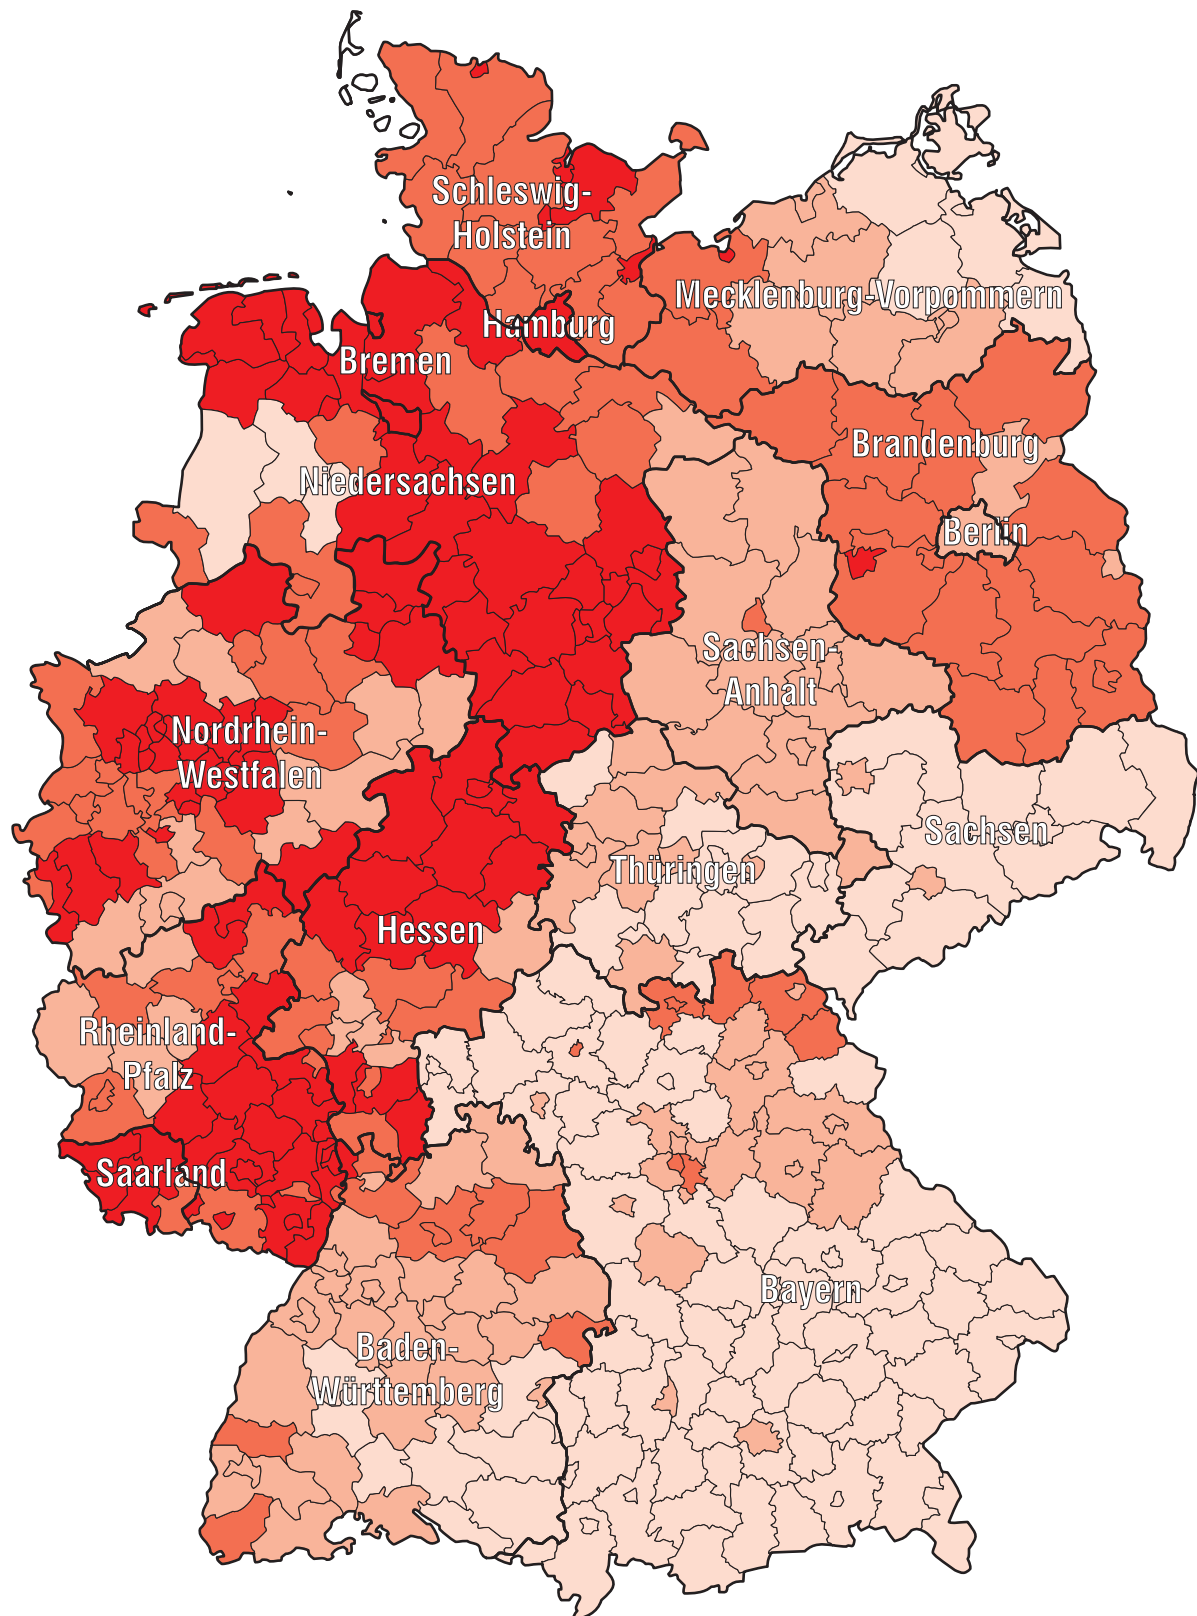 Schleswig-
Holstein
Mecklenburg-Vorpommern
Hamburg
Bremen
Brandenburg
Niedersachsen
Berlin
Sachsen-
Anhalt
Nordrhein-
Westfalen
Sachsen
Thüringen
Hessen
Rheinland-
Pfalz
Saarland
Bayern
Baden-
Württemberg